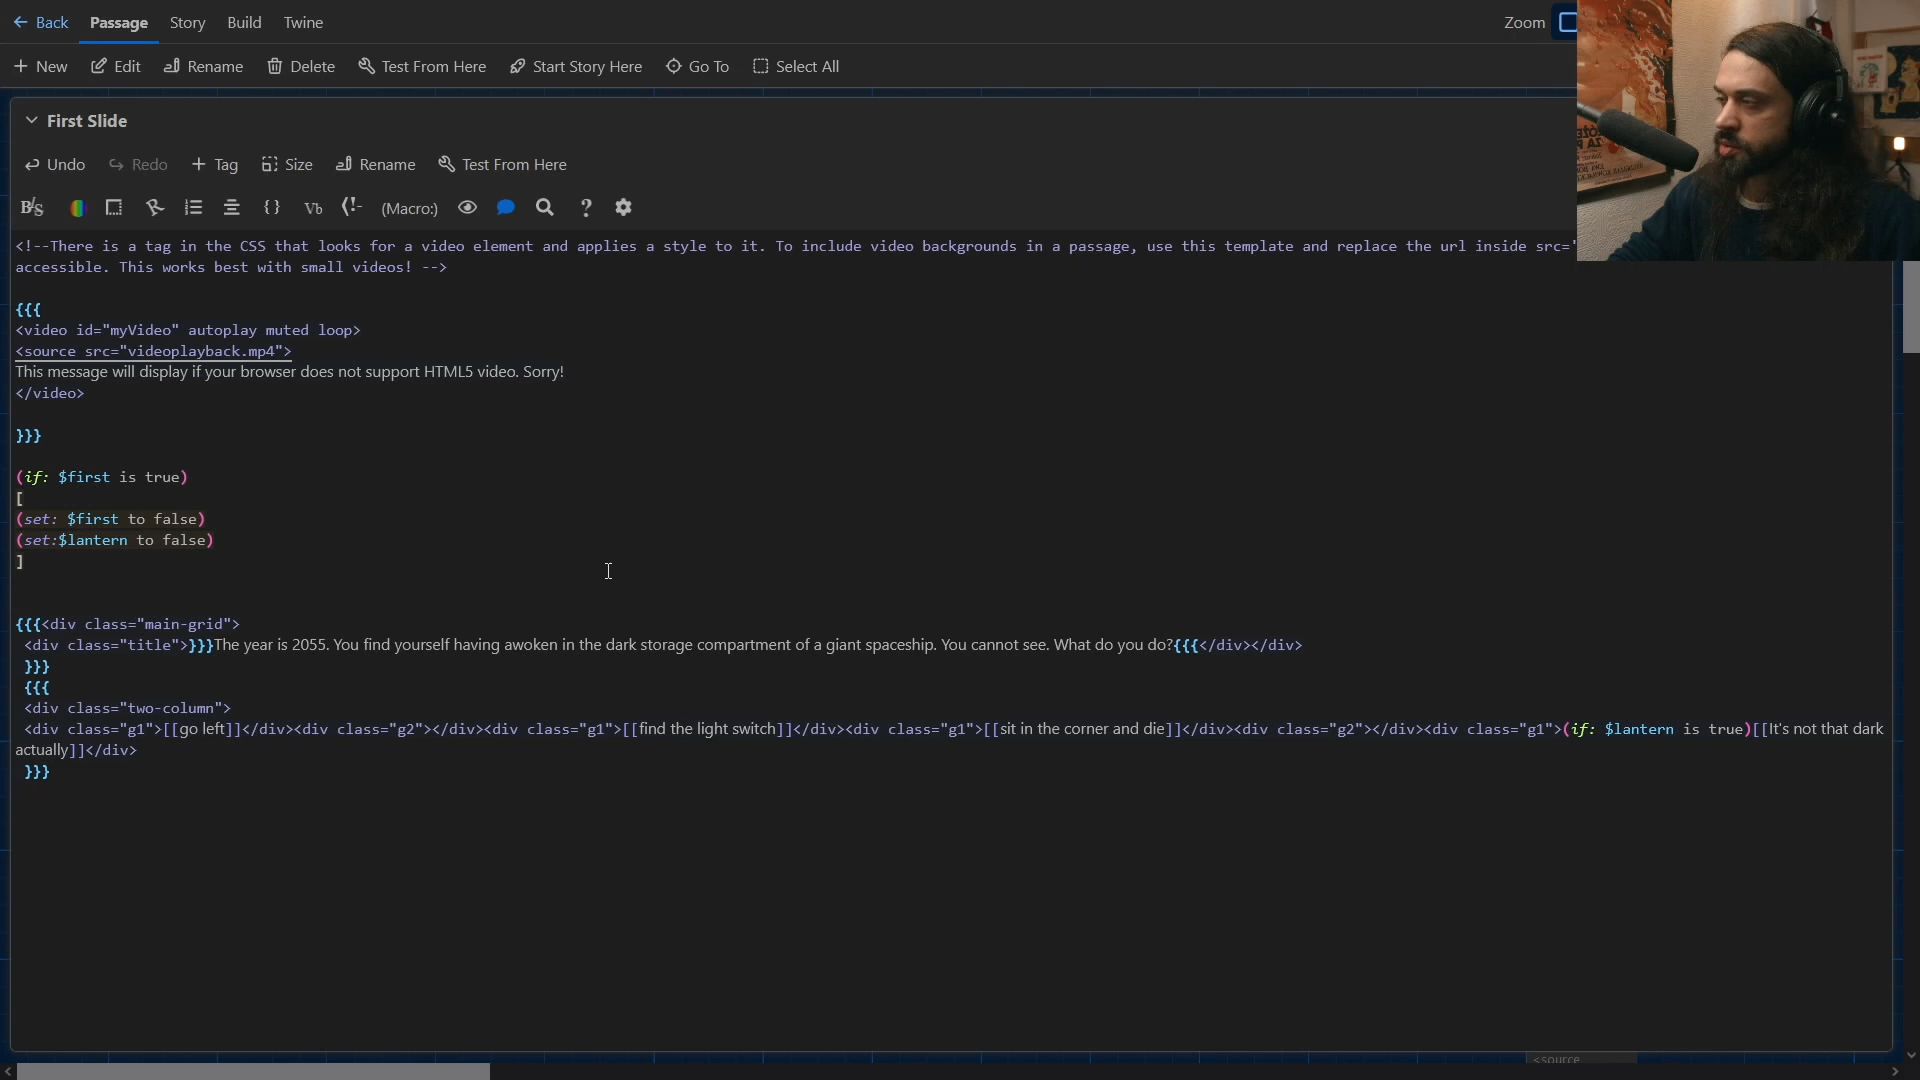 Back Passage Story Build Twine Zoom
New Edit Rename Delete Test From Here Start Story Here Go To Select All
First Slide
Undo Redo Tag Size Rename Test From Here
(Macro:)
<!--There is a tag in the CSS that looks for a video element and applies a style to it. To include video backgrounds in a passage, use this template and replace the url inside src="
accessible. This works best with small videos! -->
{{{
<video id="myVideo" autoplay muted loop>
<source src="videoplayback.mp4">
This message will display if your browser does not support HTML5 video. Sorry!
</video>
}}}
(if: $first is true)
[
(set: $first to false)
(set:$lantern to false)
]
{{{<div class="main-grid">
<div class="title">}}}The year is 2055. You find yourself having awoken in the dark storage compartment of a giant spaceship. You cannot see. What do you do?{{{</div></div>
}}}
{{{
<div class="two-column">
<div class="g1">[[go left]]</div><div class="g2"></div><div class="g1">[[find the light switch]]</div><div class="g1">[[sit in the corner and die]]</div><div class="g2"></div><div class="g1">(if: $lantern is true)[[It's not that dark
actually]]</div>
}}}
<source